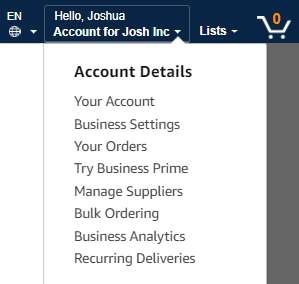 EN
Hello, Joshua
Account for Josh Inc
Lists
0
Account Details
Your Account
Business Settings
Your Orders
Try Business Prime
Manage Suppliers
Bulk Ordering
Business Analytics
Recurring Deliveries